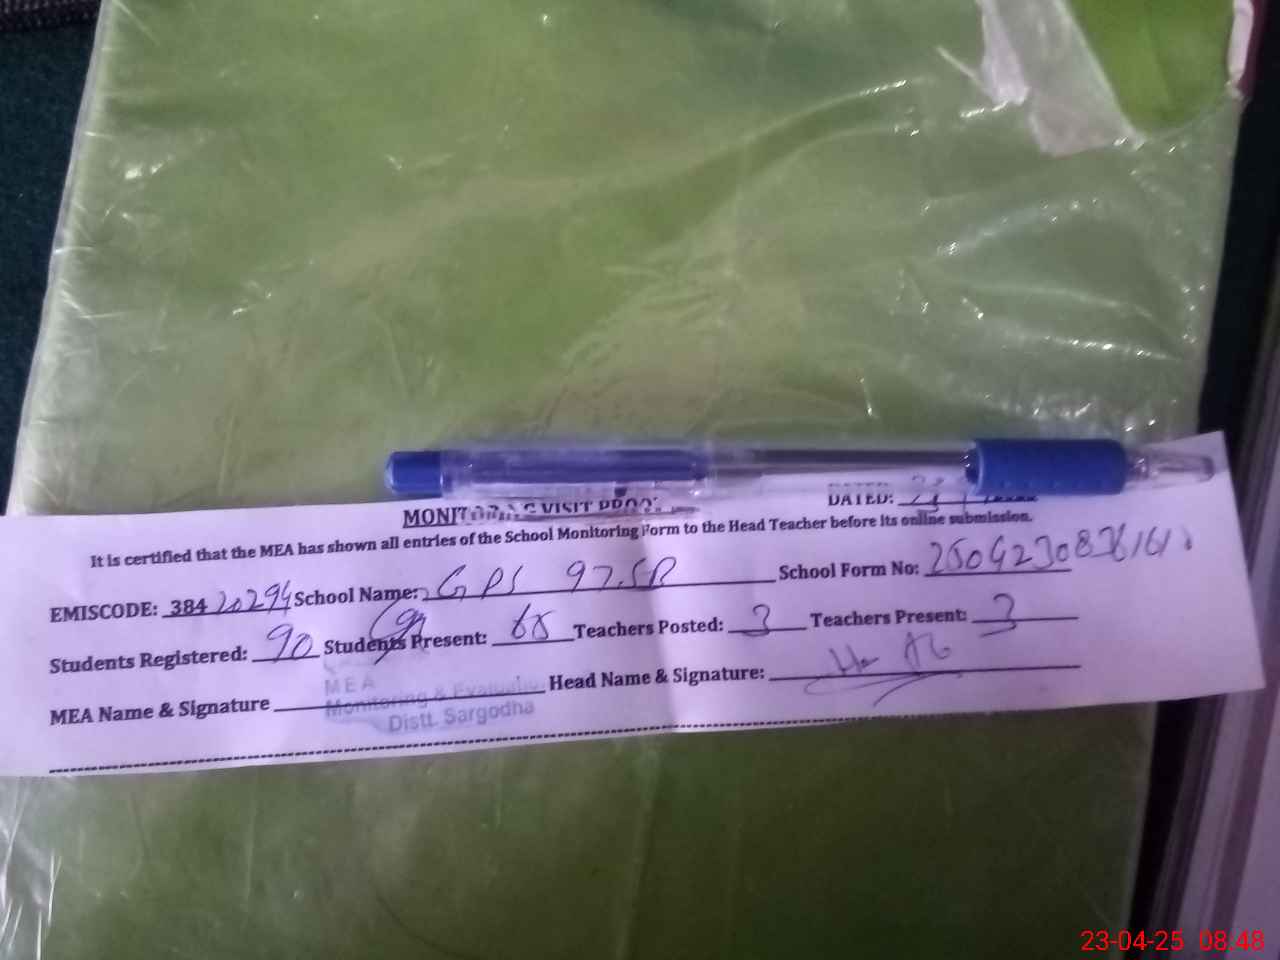 MONITORING VISIT PROOF DATED:
It is certified that the MEA has shown all entries of the School Monitoring Form to the Head Teacher before its online submission.
EMISCODE: 38420294 School Name: GPS 97.SB School Form No:
Students Registered: 90 Students Present: 68 Teachers Posted: 3 Teachers Present: 3
MEA Name & Signature Head Name & Signature:
MEA
Monitoring & Evaluation
Distt. Sargodha
23-04-25 08:48